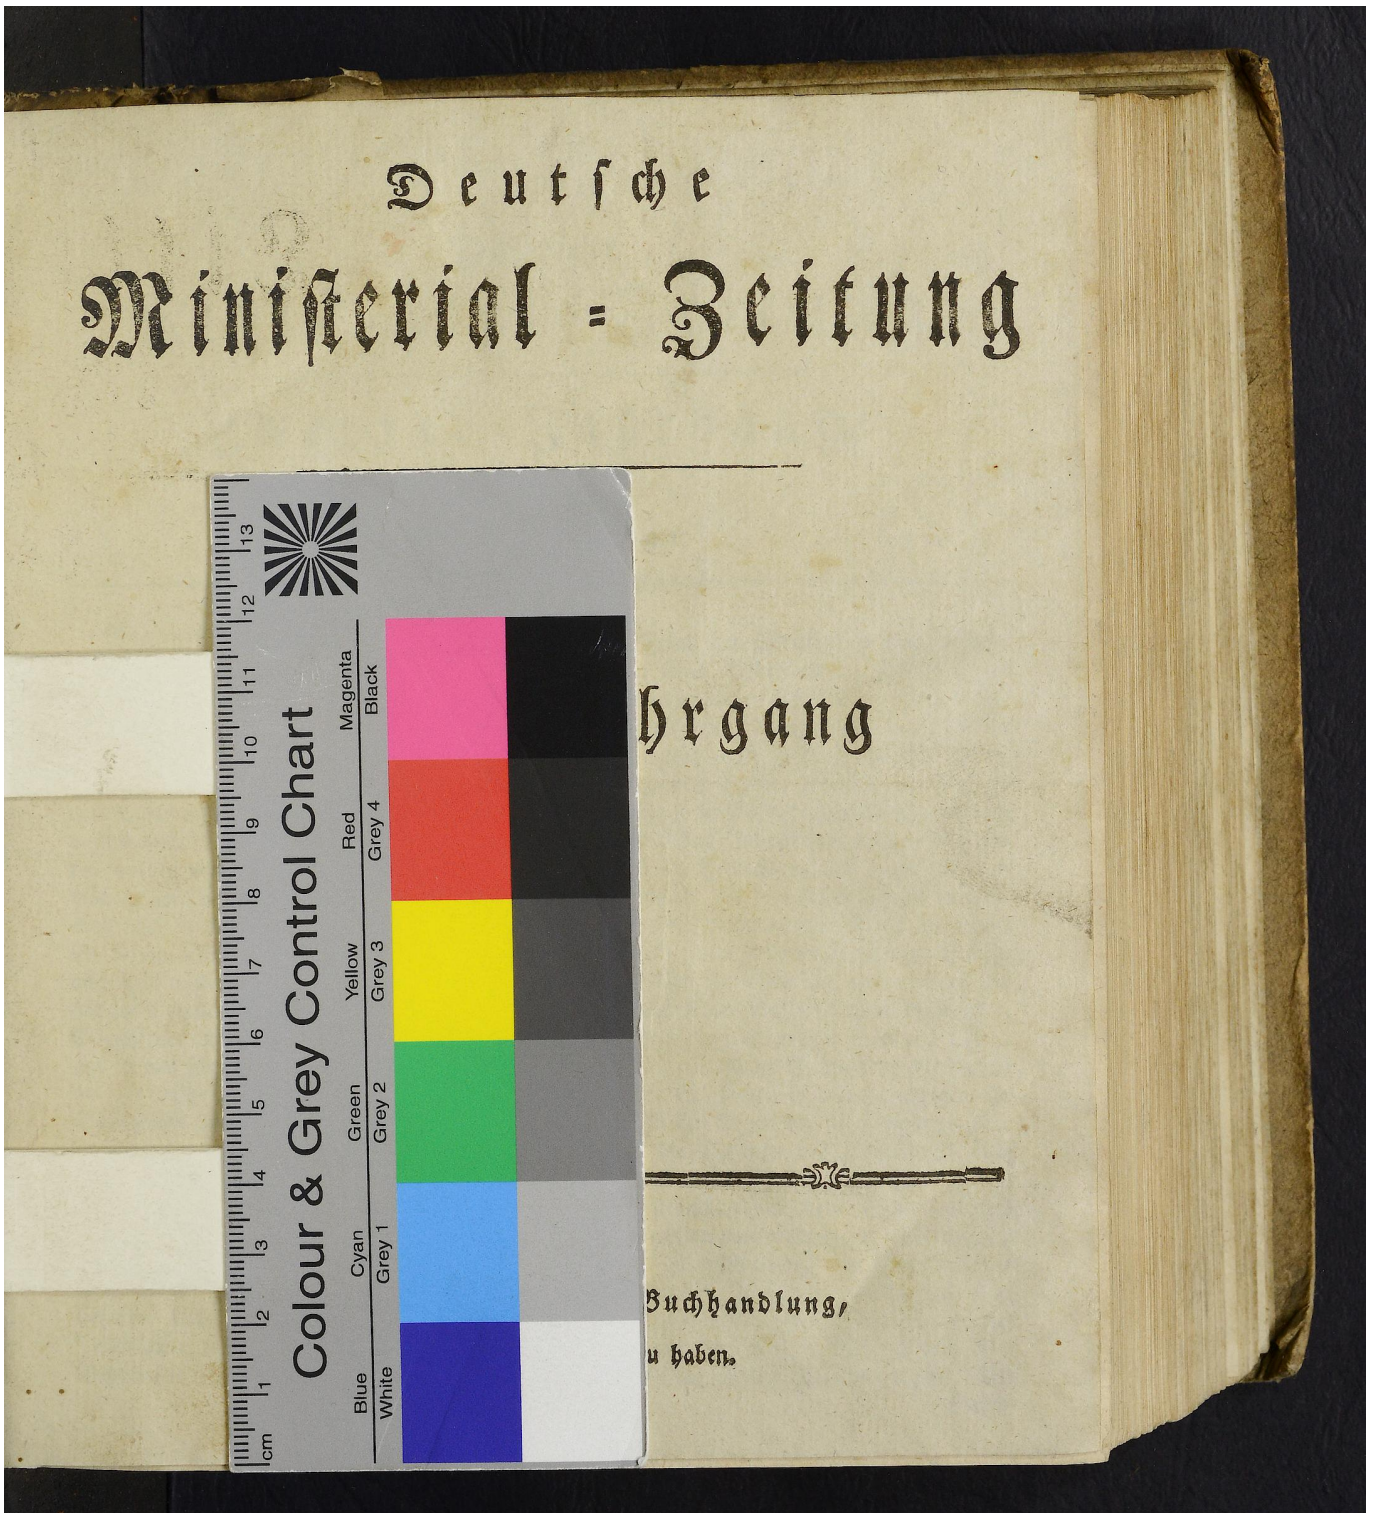 Deutsche
Ministerial = Zeitung
hrgang
Buchhandlung,
u haben.
Colour & Grey Control Chart
Magenta
Black
Red
Grey 4
Yellow
Grey 3
Green
Grey 2
Cyan
Grey 1
Blue
White
13
12
11
10
9
8
7
6
5
4
3
2
1
cm